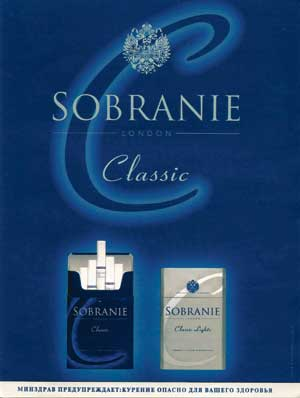 SOBRANIE
LONDON
Classic
SOBRANIE
Classic
SOBRANIE
Classic Lights
МИНЗДРАВ ПРЕДУПРЕЖДАЕТ:КУРЕНИЕ ОПАСНО ДЛЯ ВАШЕГО ЗДОРОВЬЯ